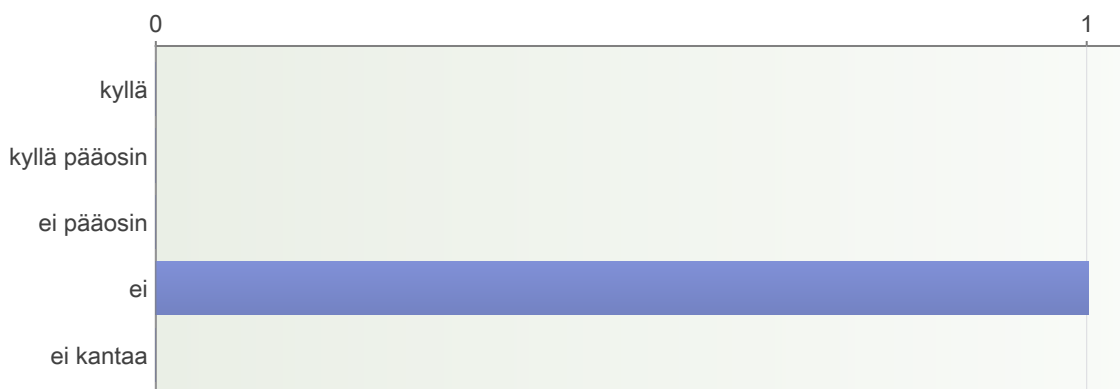 0 1
kyllä
kyllä pääosin
ei pääosin
ei
ei kantaa